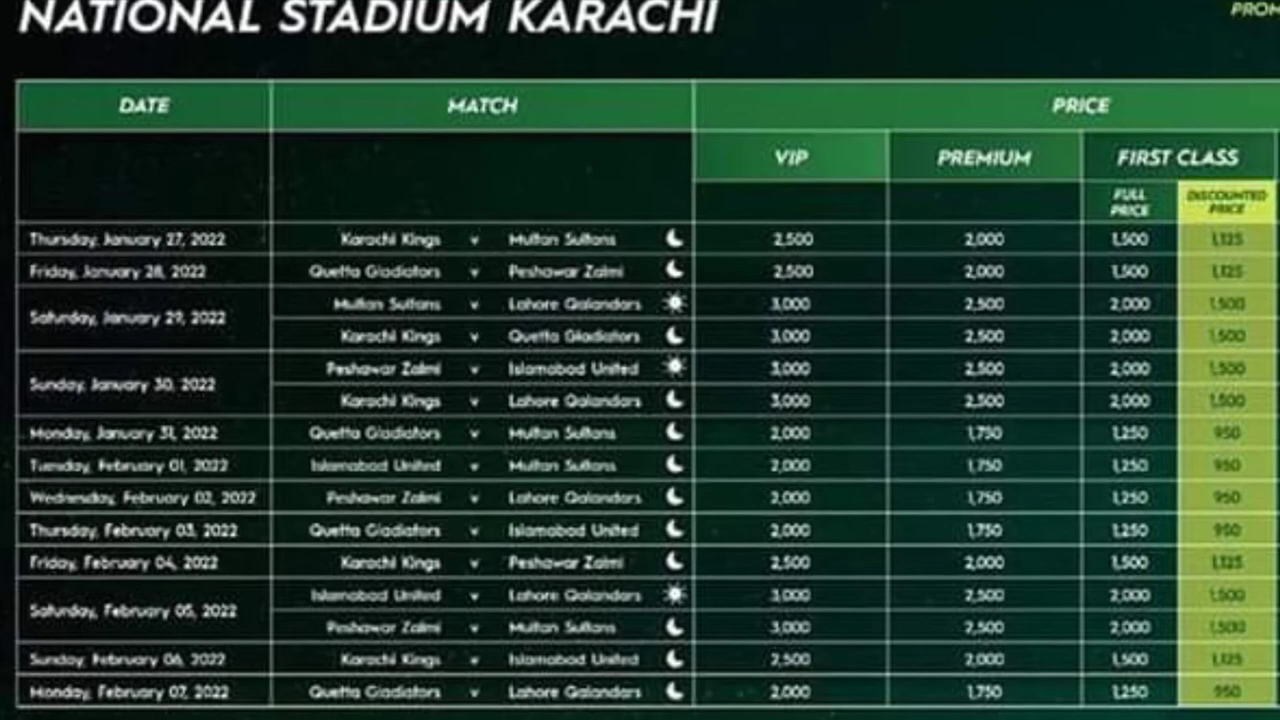 NATIONAL STADIUM KARACHI
DATE MATCH PRICE
VIP PREMIUM FIRST CLASS
FULL PRICE DISCOUNTED PRICE
Thursday, January 27, 2022 Karachi Kings v Multan Sultans 2,500 2,000 1,500 1,125
Friday, January 28, 2022 Quetta Gladiators v Peshawar Zalmi 2,500 2,000 1,500 1,125
Saturday, January 29, 2022 Multan Sultans v Lahore Qalandars 3,000 2,500 2,000 1,500
Karachi Kings v Quetta Gladiators 3,000 2,500 2,000 1,500
Sunday, January 30, 2022 Peshawar Zalmi v Islamabad United 3,000 2,500 2,000 1,500
Karachi Kings v Lahore Qalandars 3,000 2,500 2,000 1,500
Monday, January 31, 2022 Quetta Gladiators v Multan Sultans 2,000 1,750 1,250 950
Tuesday, February 01, 2022 Islamabad United v Multan Sultans 2,000 1,750 1,250 950
Wednesday, February 02, 2022 Peshawar Zalmi v Lahore Qalandars 2,000 1,750 1,250 950
Thursday, February 03, 2022 Quetta Gladiators v Islamabad United 2,000 1,750 1,250 950
Friday, February 04, 2022 Karachi Kings v Peshawar Zalmi 2,500 2,000 1,500 1,125
Saturday, February 05, 2022 Islamabad United v Lahore Qalandars 3,000 2,500 2,000 1,500
Peshawar Zalmi v Multan Sultans 3,000 2,500 2,000 1,500
Sunday, February 06, 2022 Karachi Kings v Islamabad United 2,500 2,000 1,500 1,125
Monday, February 07, 2022 Quetta Gladiators v Lahore Qalandars 2,000 1,750 1,250 950